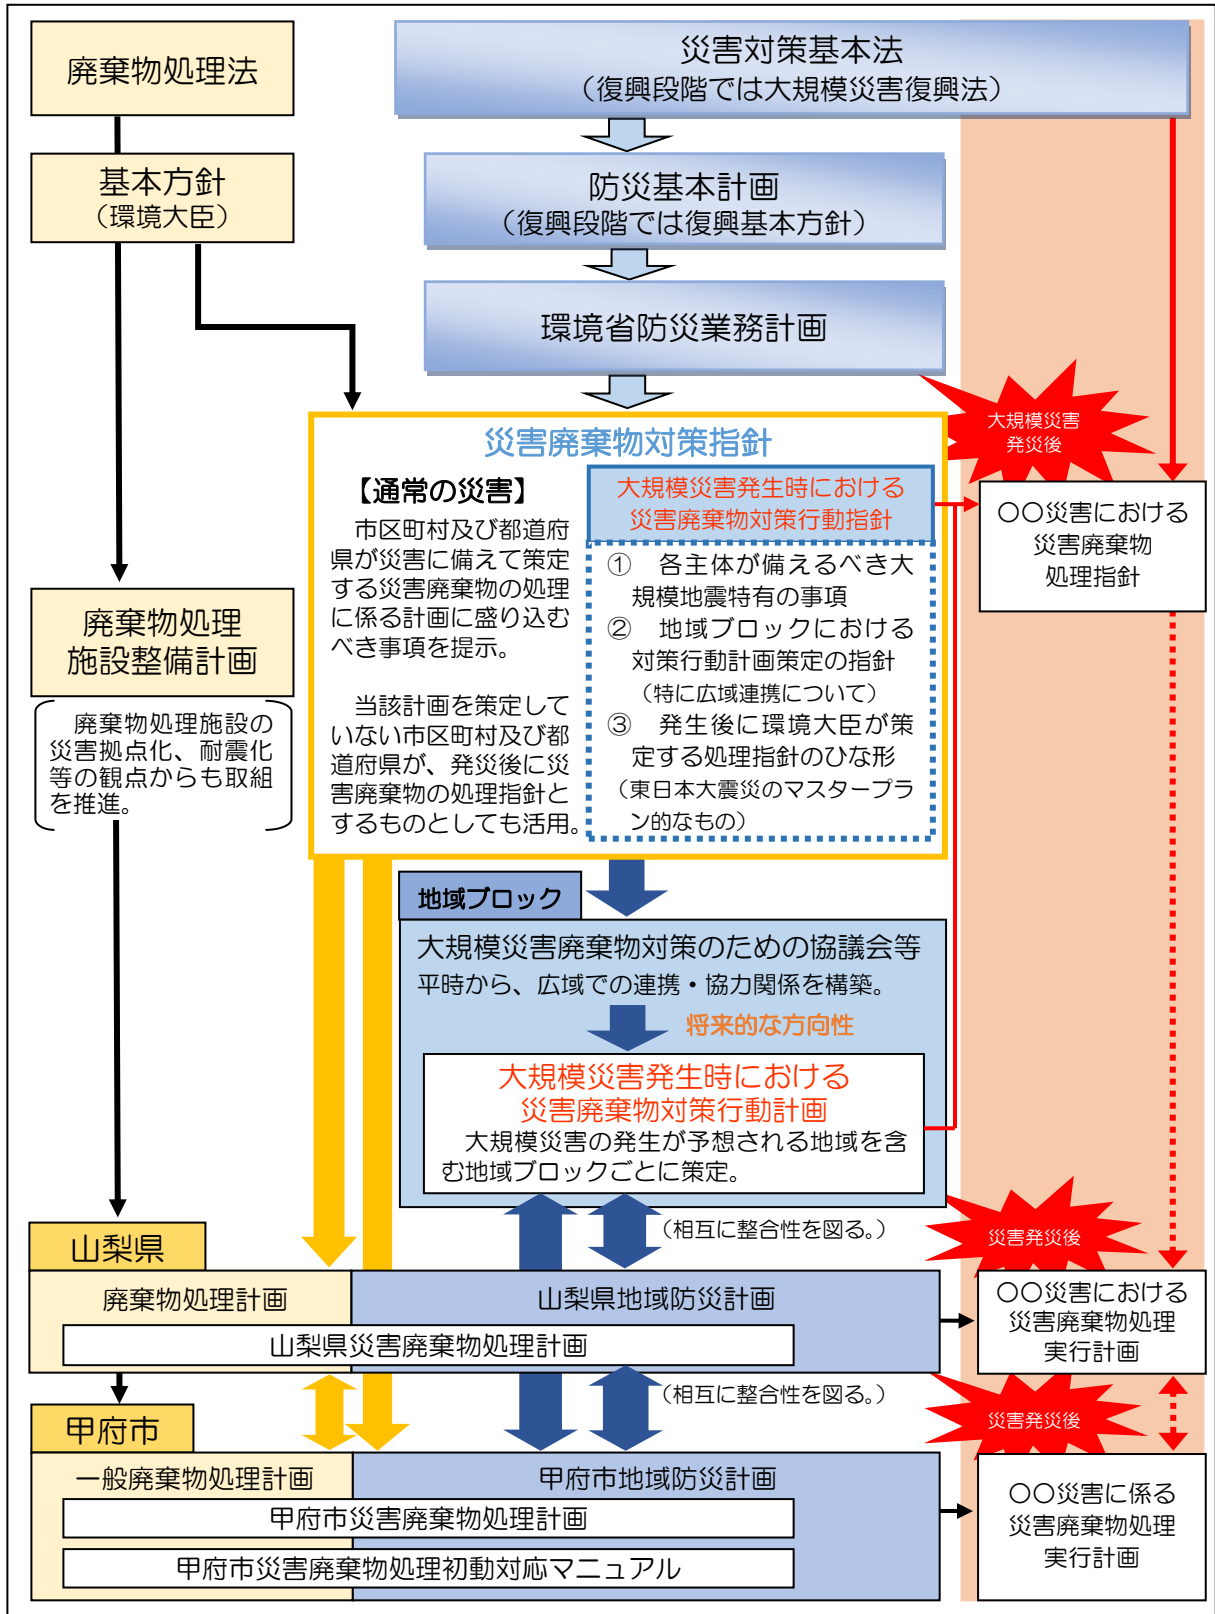 廃棄物処理法
基本方針
（環境大臣）
廃棄物処理
施設整備計画
廃棄物処理施設の
災害拠点化、耐震化
等の観点からも取組
を推進。
災害対策基本法
（復興段階では大規模災害復興法）
防災基本計画
（復興段階では復興基本方針）
環境省防災業務計画
災害廃棄物対策指針
【通常の災害】
市区町村及び都道府
県が災害に備えて策定
する災害廃棄物の処理
に係る計画に盛り込む
べき事項を提示。
当該計画を策定して
いない市区町村及び都
道府県が、発災後に災
害廃棄物の処理指針と
するものとしても活用。
大規模災害発生時における
災害廃棄物対策行動指針
① 各主体が備えるべき大
規模地震特有の事項
② 地域ブロックにおける
対策行動計画策定の指針
（特に広域連携について）
③ 発生後に環境大臣が策
定する処理指針のひな形
（東日本大震災のマスタープラ
ン的なもの）
大規模災害
発災後
〇〇災害における
災害廃棄物
処理指針
地域ブロック
大規模災害廃棄物対策のための協議会等
平時から、広域での連携・協力関係を構築。
将来的な方向性
大規模災害発生時における
災害廃棄物対策行動計画
大規模災害の発生が予想される地域を含
む地域ブロックごとに策定。
（相互に整合性を図る。）
災害発災後
山梨県
廃棄物処理計画
山梨県地域防災計画
山梨県災害廃棄物処理計画
〇〇災害における
災害廃棄物処理
実行計画
（相互に整合性を図る。）
災害発災後
甲府市
一般廃棄物処理計画
甲府市地域防災計画
甲府市災害廃棄物処理計画
甲府市災害廃棄物処理初動対応マニュアル
〇〇災害に係る
災害廃棄物処理
実行計画